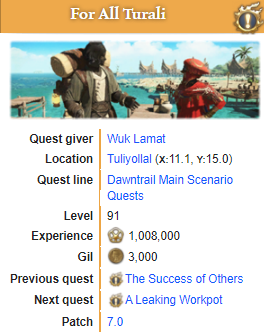 For All Turali
Quest giver Wuk Lamat
Location Tuliyollal (X:11.1, Y:15.0)
Quest line Dawntrail Main Scenario
Quests
Level 91
Experience 1,008,000
Gil 3,000
Previous quest The Success of Others
Next quest A Leaking Workpot
Patch 7.0